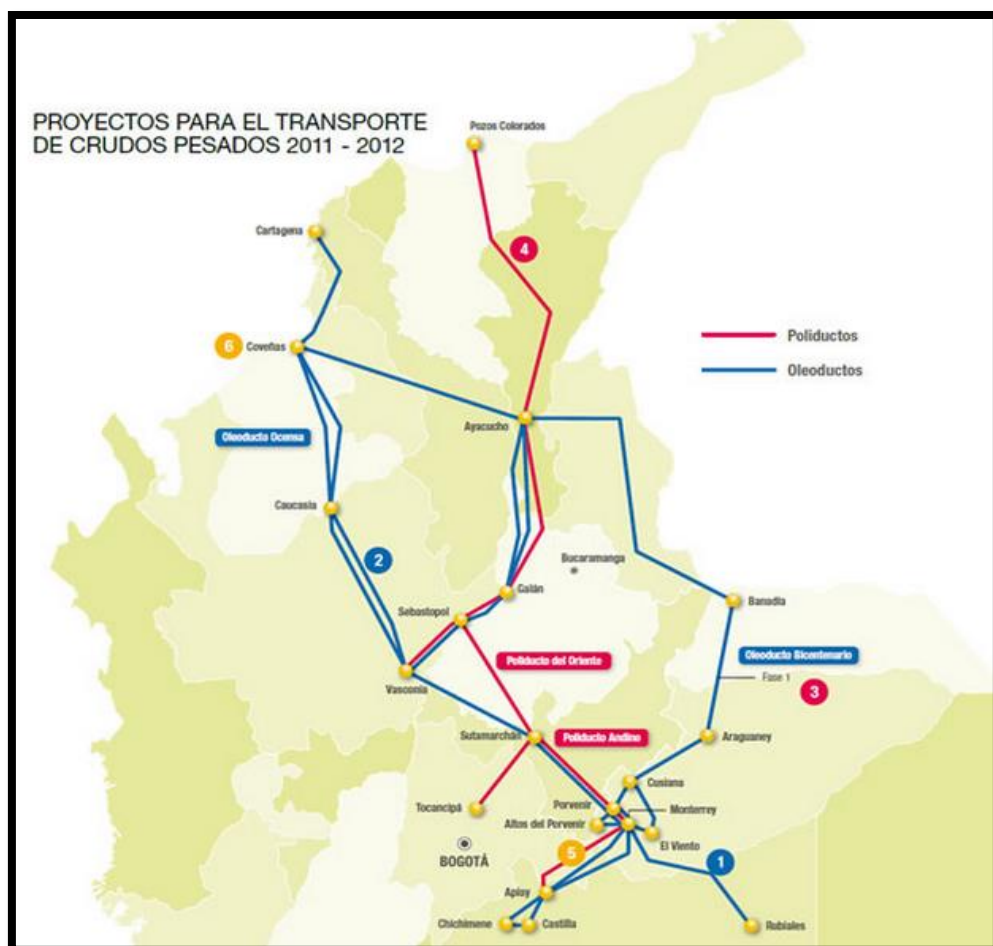 PROYECTOS PARA EL TRANSPORTE
DE CRUDOS PESADOS 2011 - 2012
Pozos Colorados
Cartagena
4
6
Coveñas
Poliductos
Oleoductos
Ayacucho
Oleoducto Ocensa
Caucasia
2
Bucaramanga
Galán
Banadia
Sebastopol
Poliducto del Oriente
Oleoducto Bicentenario
Fase 1
3
Vasconia
Sutamarchán
Poliducto Andino
Araguaney
Cusiana
Tocancipá
Porvenir
Monterrey
Altos del Porvenir
El Viento
BOGOTÁ
5
1
Apiay
Chichimene
Castilla
Rubiales